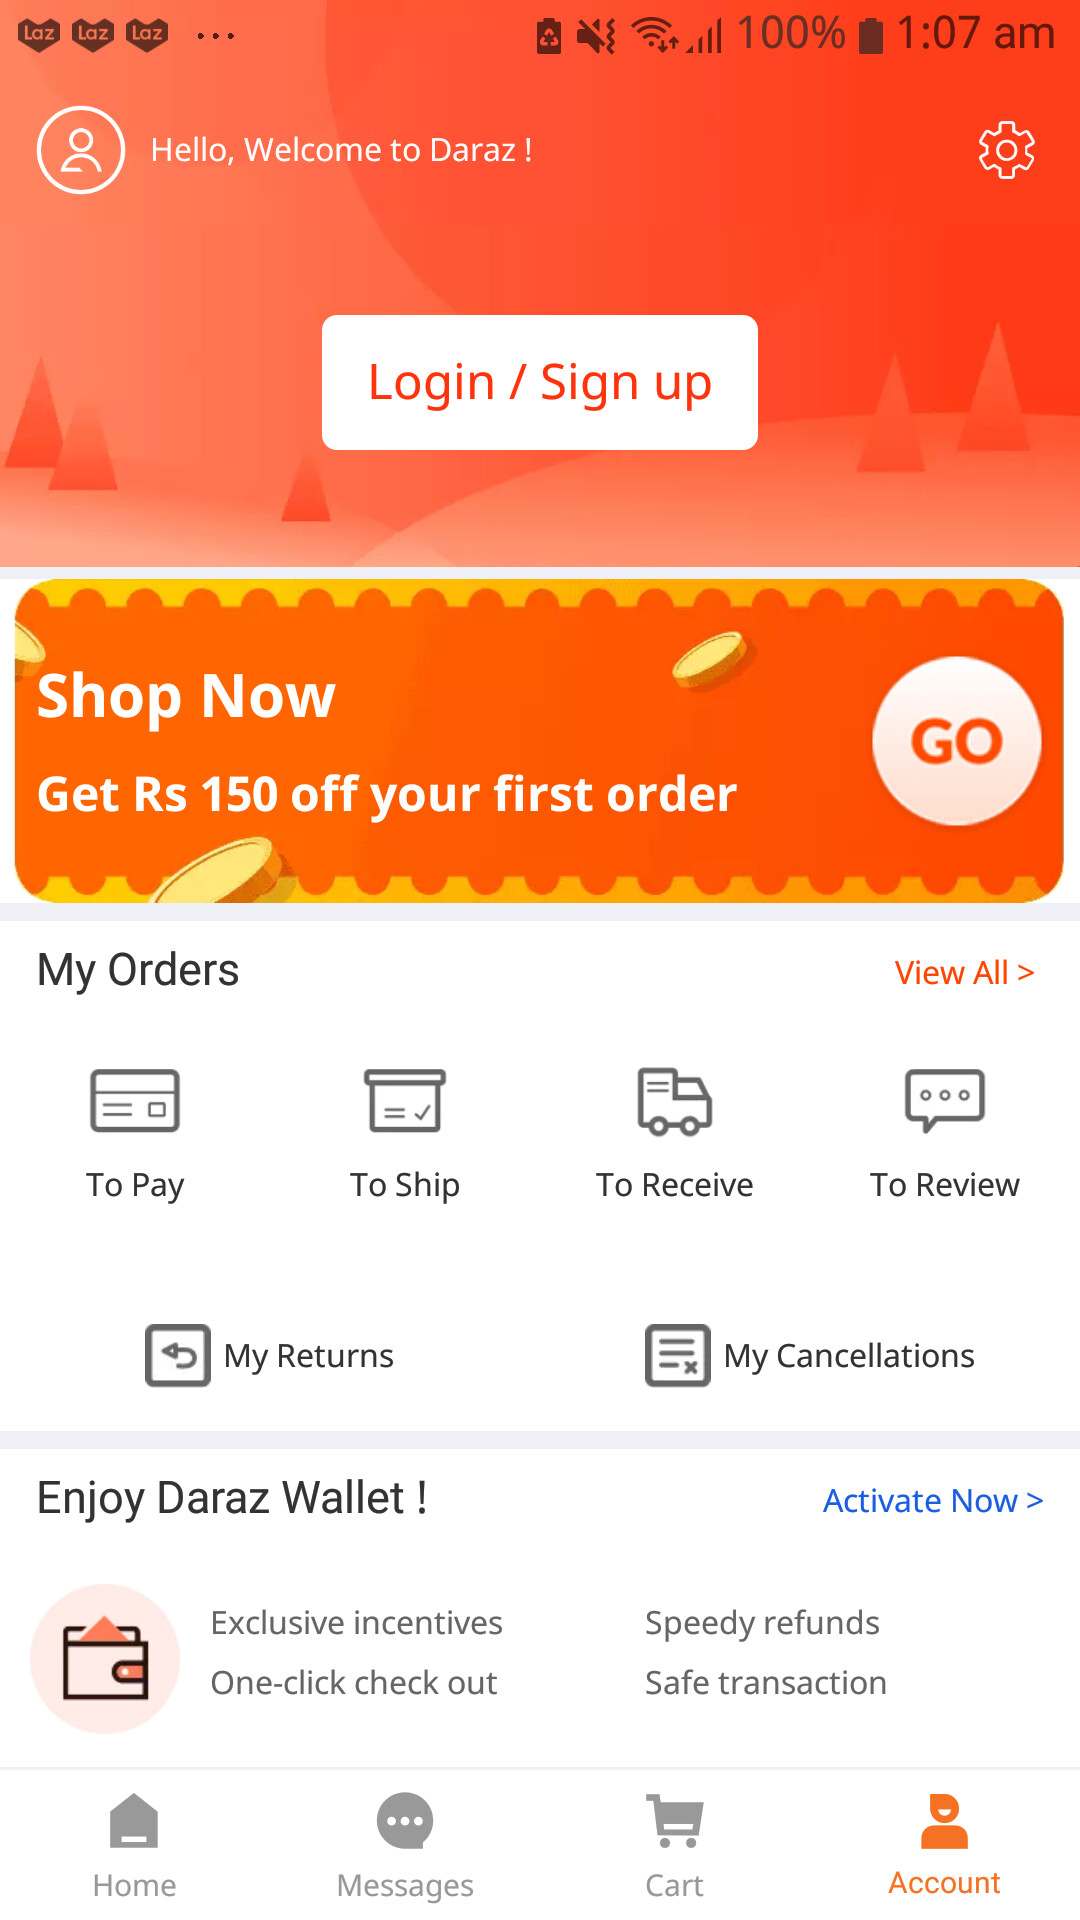 Laz Laz Laz ... 100% 1:07 am
Hello, Welcome to Daraz !
Login / Sign up
Shop Now
GO
Get Rs 150 off your first order
My Orders View All >
To Pay To Ship To Receive To Review
My Returns My Cancellations
Enjoy Daraz Wallet ! Activate Now >
Exclusive incentives Speedy refunds
One-click check out Safe transaction
Home Messages Cart Account